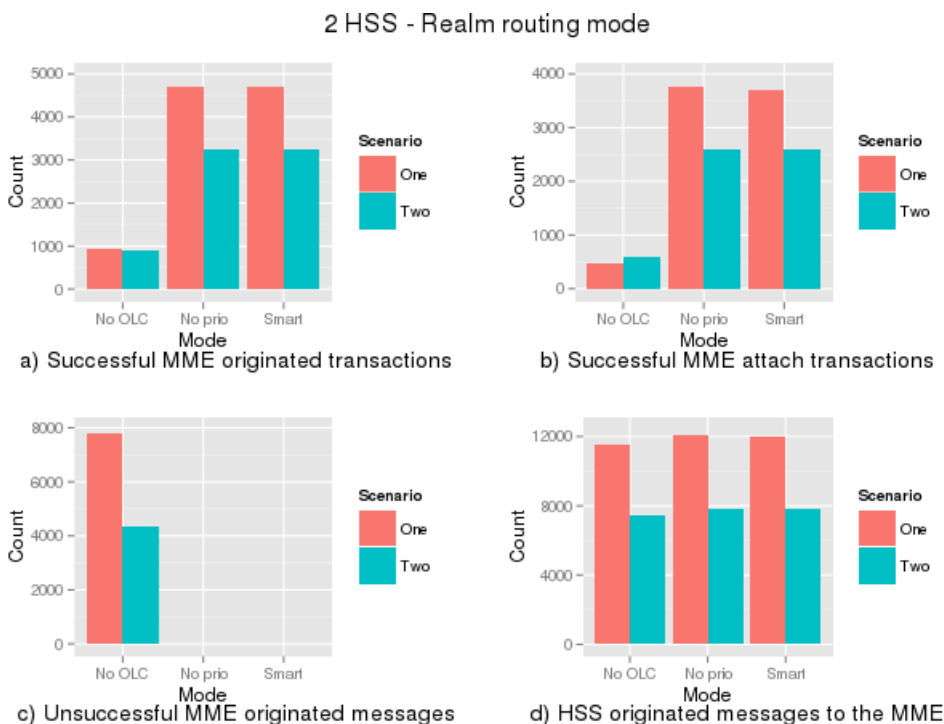 2 HSS - Realm routing mode
5000
4000
3000
2000
1000
0
Count
No OLC No prio Smart
Mode
Scenario
One
Two
a) Successful MME originated transactions
4000
3000
2000
1000
0
Count
No OLC No prio Smart
Mode
Scenario
One
Two
b) Successful MME attach transactions
8000
6000
4000
2000
0
Count
No OLC No prio Smart
Mode
Scenario
One
Two
c) Unsuccessful MME originated messages
12000
8000
4000
0
Count
No OLC No prio Smart
Mode
Scenario
One
Two
d) HSS originated messages to the MME